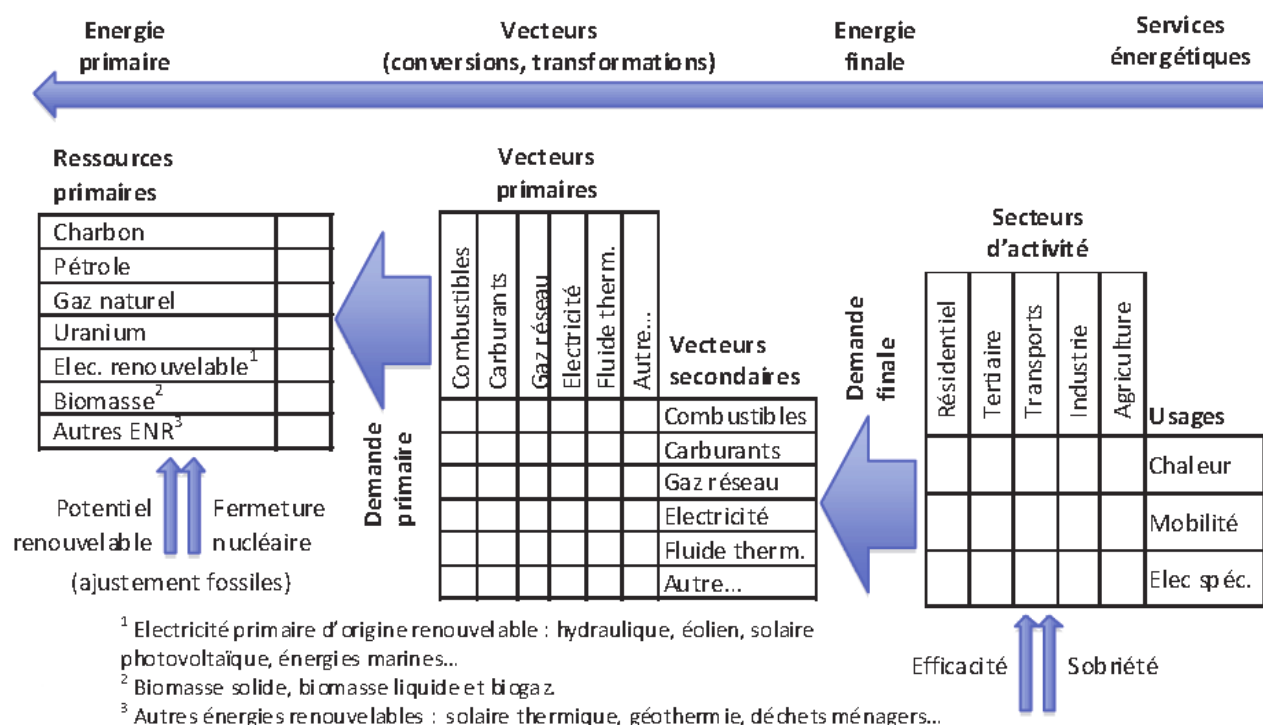 Energie
primaire
Vecteurs
(conversions, transformations)
Energie
finale
Services
énergétiques
Ressources
primaires
Charbon
Pétrole
Gaz naturel
Uranium
Elec. renouvelable¹
Biomasse²
Autres ENR³
Potentiel
renouvelable
Fermeture
nucléaire
(ajustement fossiles)
Demande
primaire
Vecteurs
primaires
Combustibles
Carburants
Gaz réseau
Electricité
Fluide therm.
Autre...
Vecteurs
secondaires
Combustibles
Carburants
Gaz réseau
Electricité
Fluide therm.
Autre...
Demande
finale
Secteurs
d'activité
Résidentiel
Tertiaire
Transports
Industrie
Agriculture
Usages
Chaleur
Mobilité
Elec spéc.
Efficacité
Sobriété
¹ Electricité primaire d'origine renouvelable : hydraulique, éolien, solaire
photovoltaïque, énergies marines...
² Biomasse solide, biomasse liquide et biogaz.
³ Autres énergies renouvelables : solaire thermique, géothermie, déchets ménagers...